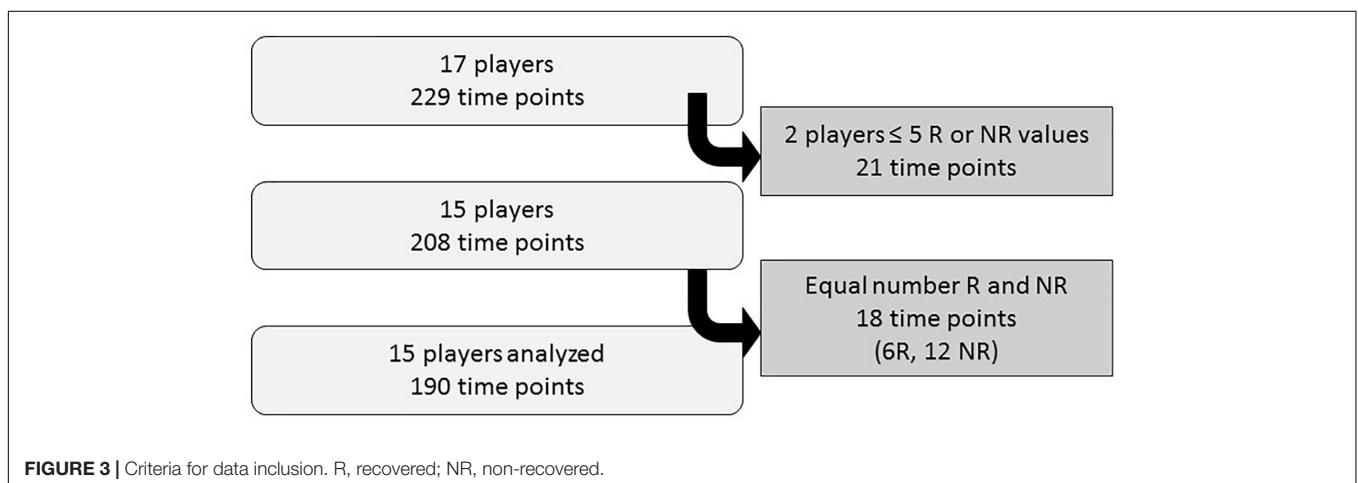 17 players
229 time points
2 players ≤ 5 R or NR values
21 time points
15 players
208 time points
Equal number R and NR
18 time points
(6R, 12 NR)
15 players analyzed
190 time points
FIGURE 3 | Criteria for data inclusion. R, recovered; NR, non-recovered.